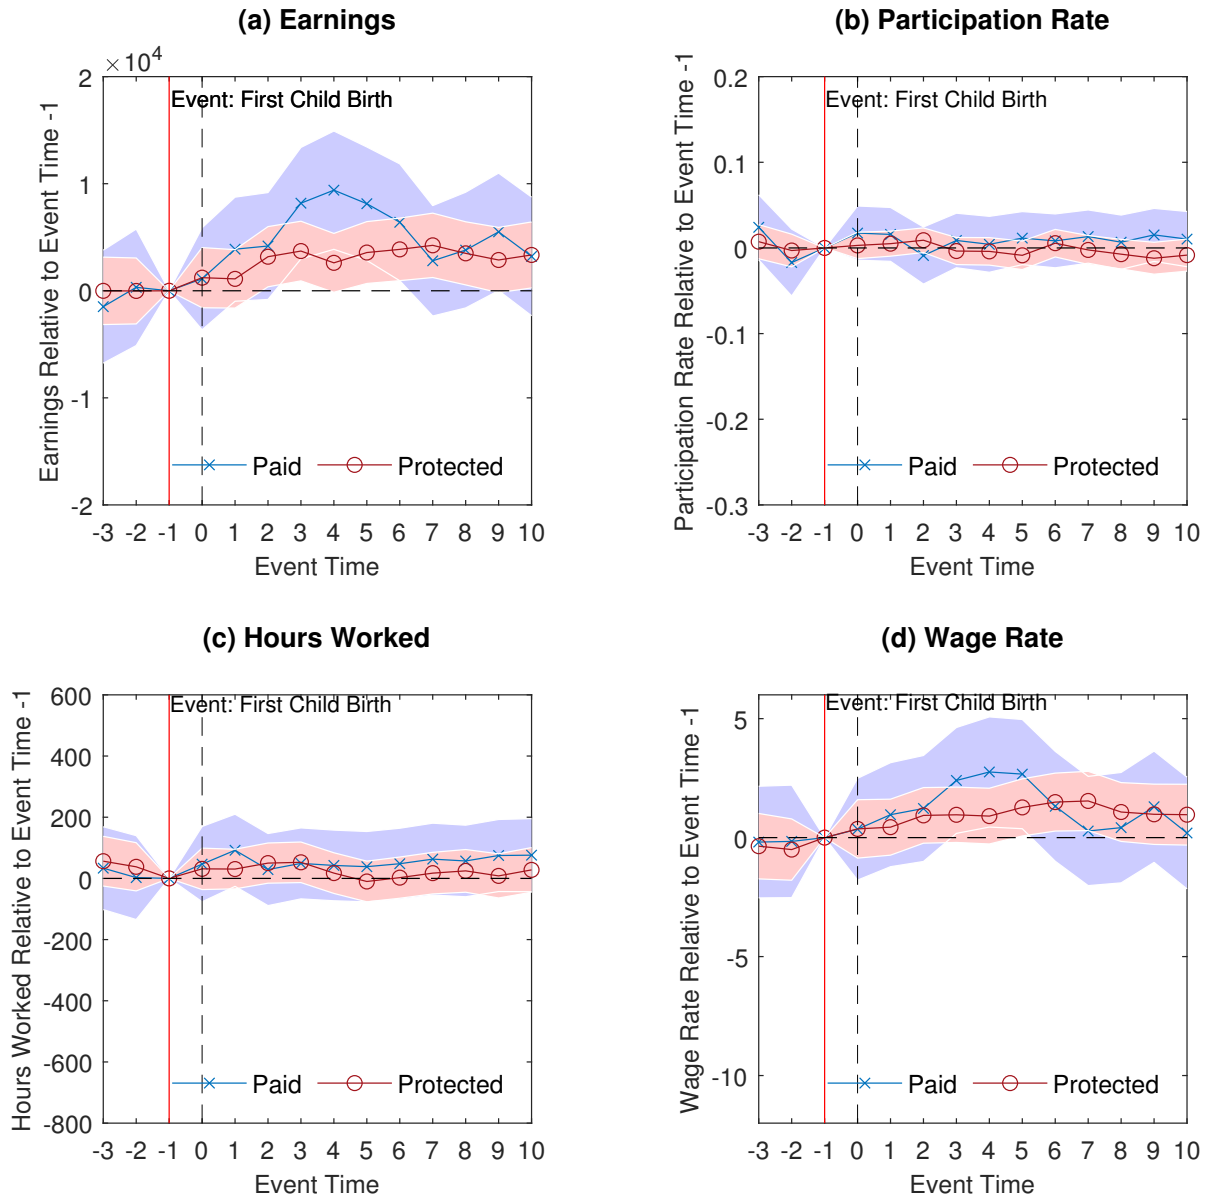 (a) Earnings
×10⁴
Earnings Relative to Event Time -1
2
1
0
-1
-2
Event: First Child Birth
Paid
Protected
-3 -2 -1 0 1 2 3 4 5 6 7 8 9 10
Event Time
(b) Participation Rate
Participation Rate Relative to Event Time -1
0.2
0.1
0
-0.1
-0.2
-0.3
Event: First Child Birth
Paid
Protected
-3 -2 -1 0 1 2 3 4 5 6 7 8 9 10
Event Time
(c) Hours Worked
Hours Worked Relative to Event Time -1
600
400
200
0
-200
-400
-600
-800
Event: First Child Birth
Paid
Protected
-3 -2 -1 0 1 2 3 4 5 6 7 8 9 10
Event Time
(d) Wage Rate
Wage Rate Relative to Event Time -1
5
0
-5
-10
Event: First Child Birth
Paid
Protected
-3 -2 -1 0 1 2 3 4 5 6 7 8 9 10
Event Time